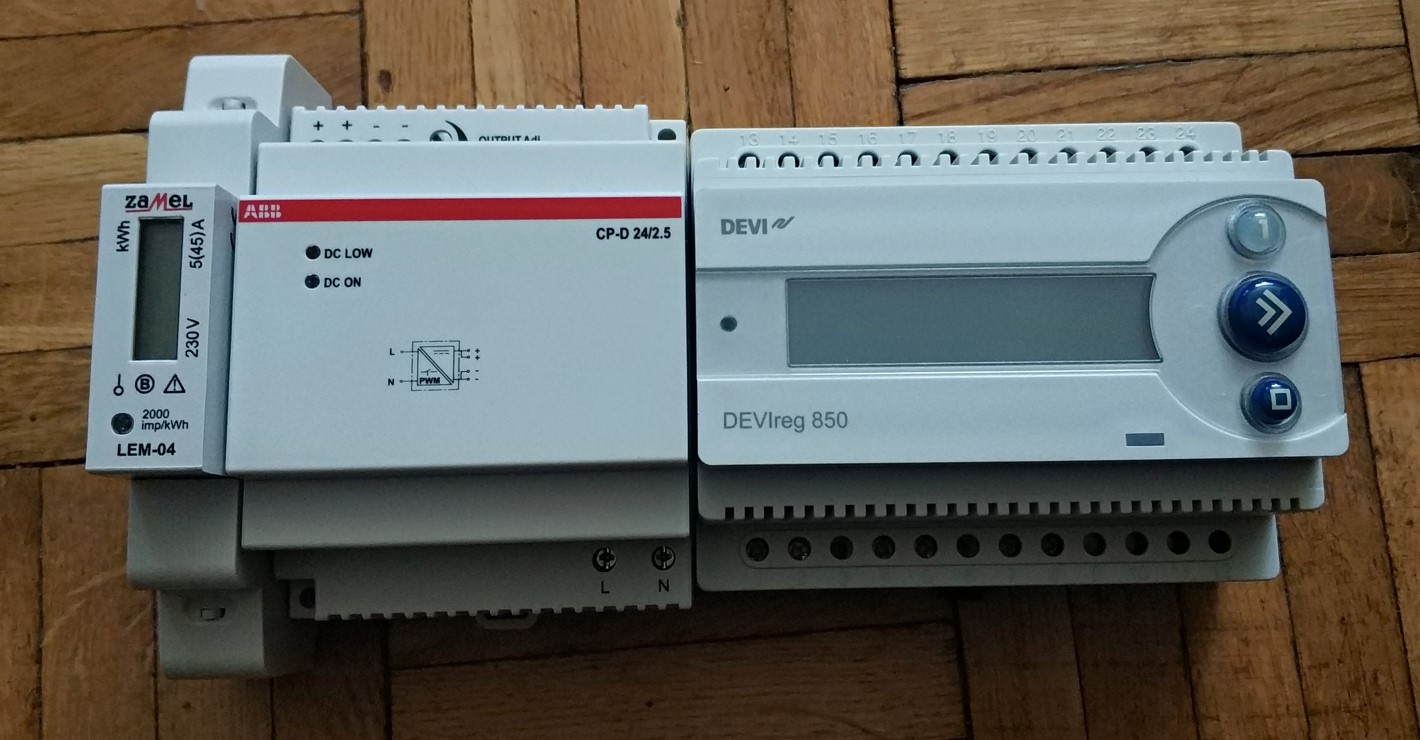 ZAMEL
kWh
5(45)A
230V
B
2000
imp/kWh
LEM-04
+ + - -
OUTPUT Adj
ABB
CP-D 24/2.5
DC LOW
DC ON
L
N
PWM
+
+
-
-
L N
13 14 15 16 17 18 19 20 21 22 23 24
DEVI
1
DEVIreg 850